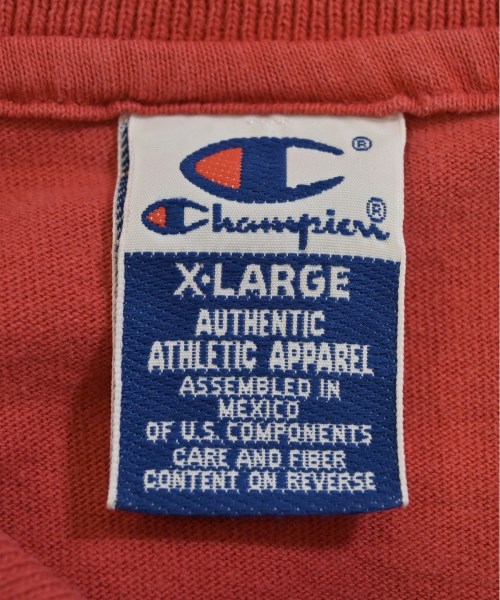 ®
Champion®
X·LARGE
AUTHENTIC
ATHLETIC APPAREL
ASSEMBLED IN
MEXICO
OF U.S. COMPONENTS
CARE AND FIBER
CONTENT ON REVERSE